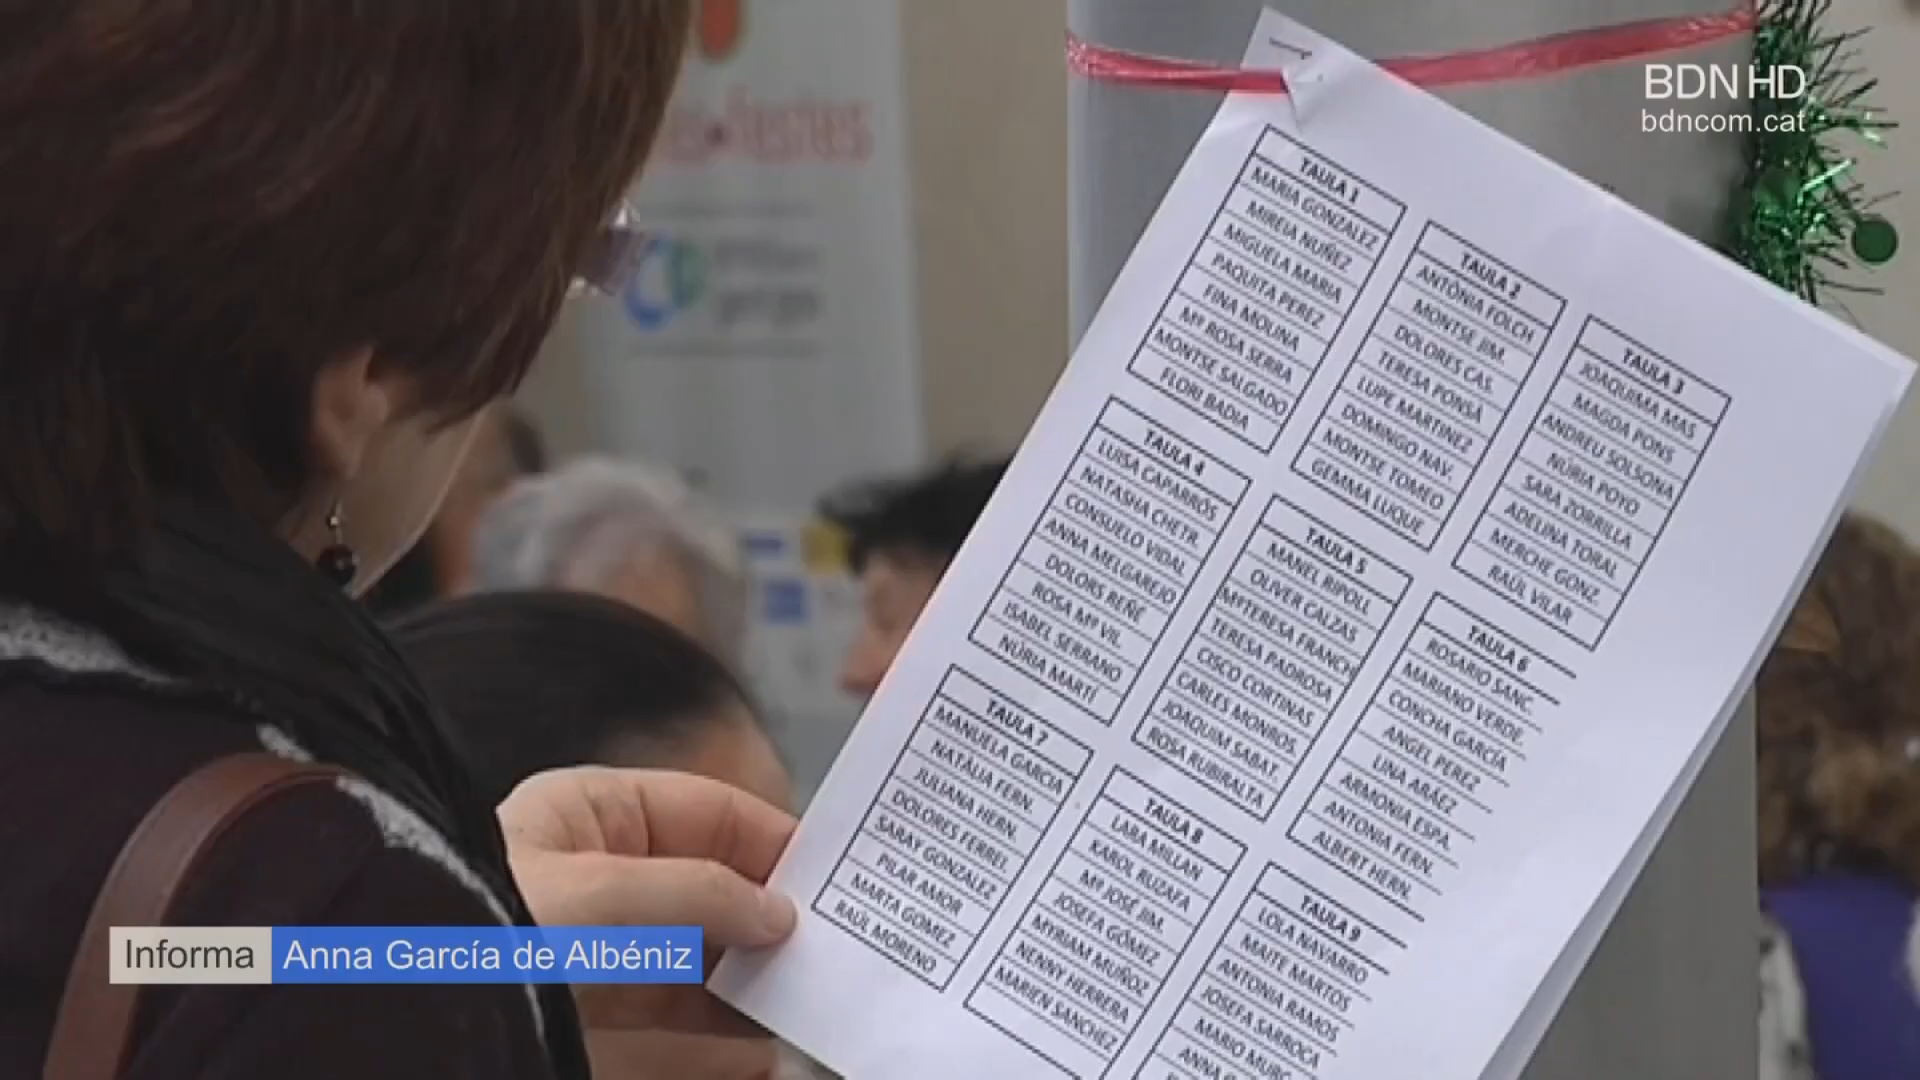 BDN HD
bdncom.cat
TAULA 1
MARIA GONZALEZ
MIREIA NUÑEZ
MIGUELA MARIA
PAQUITA PEREZ
FINA MOLINA
Mª ROSA SERRA
MONTSE SALGADO
FLORI BADIA
TAULA 2
ANTÒNIA FOLCH
MONTSE JIM.
DOLORES CAS.
TERESA PONSÀ
LUPE MARTINEZ
DOMINGO NAV.
MONTSE TOMEO
GEMMA LUQUE
TAULA 3
JOAQUIMA MAS
MAGDA PONS
ANDREU SOLSONA
NÚRIA POYO
SARA ZORRILLA
ADELINA TORAL
MERCHE GONZ.
RAÚL VILAR
TAULA 4
LUISA CAPARRÓS
NATASHA CHETR.
CONSUELO VIDAL
ANNA MELGAREJO
DOLORS REÑÉ
ROSA Mª VIL.
ISABEL SERRANO
NÚRIA MARTÍ
TAULA 5
MANEL RIPOLL
OLIVER CALZAS
MªTERESA FRANCH
TERESA PADROSA
CISCO CORTINAS
CARLES MONROS.
JOAQUIM SABAT.
ROSA RUBIRALTA
TAULA 6
ROSARIO SANC.
MARIANO VERDE.
CONCHA GARCÍA
ANGEL PEREZ
LINA ARÁEZ
ARMONIA ESPA.
ANTONIA FERN.
ALBERT HERN.
TAULA 7
MANUELA GARCIA
NATÀLIA FERN.
JULIANA HERN.
DOLORES FERREI.
SARAY GONZALEZ
PILAR AMOR
MARTA GOMEZ
RAÚL MORENO
TAULA 8
LARA MILLAN
KAROL RUZAFA
Mª JOSÉ JIM.
JOSEFA GÓMEZ
MYRIAM MUÑOZ
NENNY HERRERA
MARIEN SANCHEZ
TAULA 9
LOLA NAVARRO
MAITE MARTOS
ANTONIA RAMOS
JOSEFA SARROCA
MARIO
ANNA
Informa Anna García de Albéniz